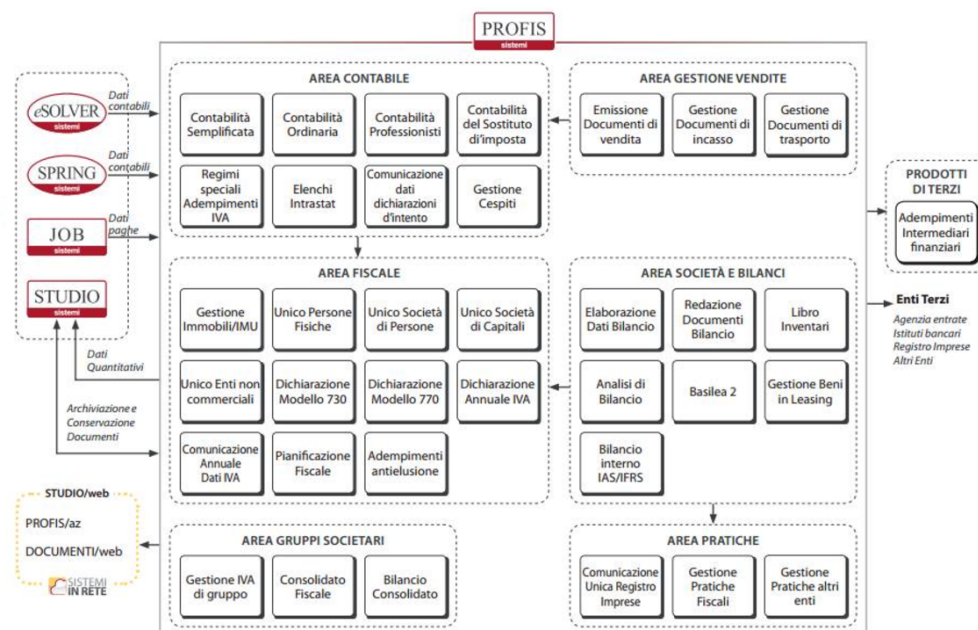 PROFIS
sistemi
eSOLVER
sistemi
Dati
contabili
SPRING
sistemi
Dati
contabili
JOB
sistemi
Dati
paghe
STUDIO
sistemi
Dati
Quantitativi
Archiviazione e
Conservazione
Documenti
STUDIO/web
PROFIS/az
DOCUMENTI/web
SISTEMI
IN RETE
AREA CONTABILE
Contabilità
Semplificata
Contabilità
Ordinaria
Contabilità
Professionisti
Contabilità
del Sostituto
d'imposta
Regimi
speciali
Adempimenti
IVA
Elenchi
Intrastat
Comunicazione
dati
dichiarazioni
d'intento
Gestione
Cespiti
AREA GESTIONE VENDITE
Emissione
Documenti di
vendita
Gestione
Documenti di
incasso
Gestione
Documenti di
trasporto
AREA FISCALE
Gestione
Immobili/IMU
Unico Persone
Fisiche
Unico Società
di Persone
Unico Società
di Capitali
Unico Enti non
commerciali
Dichiarazione
Modello 730
Dichiarazione
Modello 770
Dichiarazione
Annuale IVA
Comunicazione
Annuale
Dati IVA
Pianificazione
Fiscale
Adempimenti
antielusione
AREA SOCIETÀ E BILANCI
Elaborazione
Dati Bilancio
Redazione
Documenti
Bilancio
Libro
Inventari
Analisi di
Bilancio
Basilea 2
Gestione Beni
in Leasing
Bilancio
interno
IAS/IFRS
AREA GRUPPI SOCIETARI
Gestione IVA
di gruppo
Consolidato
Fiscale
Bilancio
Consolidato
AREA PRATICHE
Comunicazione
Unica Registro
Imprese
Gestione
Pratiche
Fiscali
Gestione
Pratiche altri
enti
PRODOTTI
DI TERZI
Adempimenti
Intermediari
finanziari
Enti Terzi
Agenzia entrate
Istituti bancari
Registro Imprese
Altri Enti